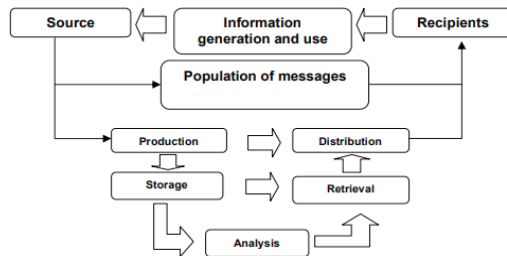 Source
Information
generation and use
Recipients
Population of messages
Production
Distribution
Storage
Retrieval
Analysis